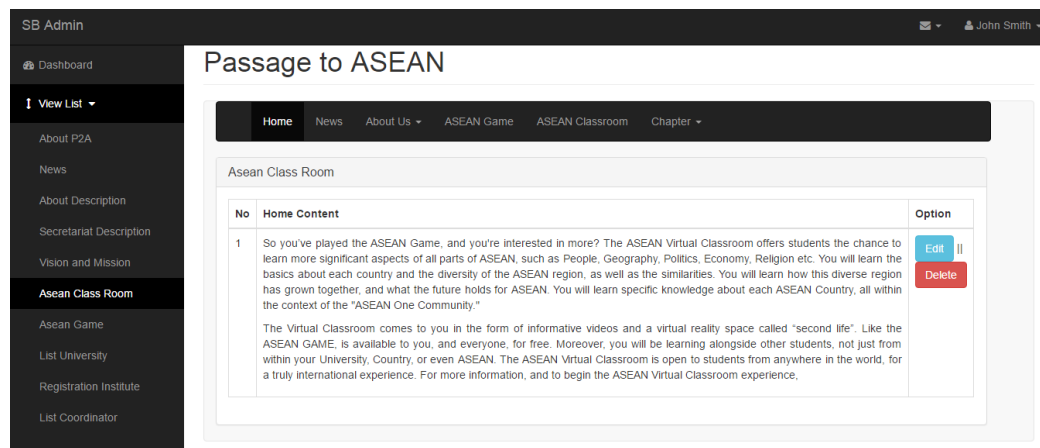 SB Admin
John Smith
Dashboard
Passage to ASEAN
View List
About P2A
News
About Description
Secretariat Description
Vision and Mission
Asean Class Room
Asean Game
List University
Registration Institute
List Coordinator
Home News About Us ASEAN Game ASEAN Classroom Chapter
Asean Class Room
No Home Content Option
1 So you've played the ASEAN Game, and you're interested in more? The ASEAN Virtual Classroom offers students the chance to
learn more significant aspects of all parts of ASEAN, such as People, Geography, Politics, Economy, Religion etc. You will learn the
basics about each country and the diversity of the ASEAN region, as well as the similarities. You will learn how this diverse region
has grown together, and what the future holds for ASEAN. You will learn specific knowledge about each ASEAN Country, all within
the context of the "ASEAN One Community."
The Virtual Classroom comes to you in the form of informative videos and a virtual reality space called “second life”. Like the
ASEAN GAME, is available to you, and everyone, for free. Moreover, you will be learning alongside other students, not just from
within your University, Country, or even ASEAN. The ASEAN Virtual Classroom is open to students from anywhere in the world, for
a truly international experience. For more information, and to begin the ASEAN Virtual Classroom experience,
Edit ||
Delete